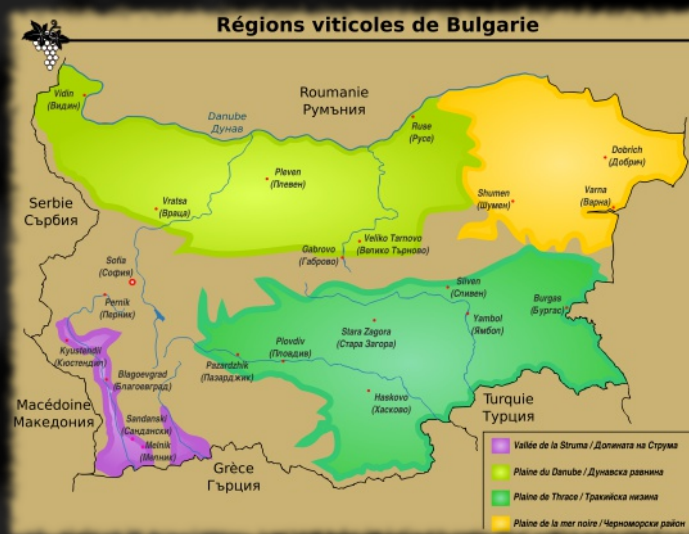 Régions viticoles de Bulgarie
Roumanie
Румъния
Vidin
(Видин)
Danube
Дунав
Ruse
(Русе)
Dobrich
(Добрич)
Pleven
(Плевен)
Vratsa
(Враца)
Shumen
(Шумен)
Varna
(Варна)
Serbie
Сърбия
Gabrovo
(Габрово)
Veliko Tarnovo
(Велико Търново)
Sofia
(София)
Pernik
(Перник)
Sliven
(Сливен)
Burgas
(Бургас)
Yambol
(Ямбол)
Stara Zagora
(Стара Загора)
Plovdiv
(Пловдив)
Pazardzhik
(Пазарджик)
Kyustendil
(Кюстендил)
Blagoevgrad
(Благоевград)
Haskovo
(Хасково)
Macédoine
Македония
Sandanski
(Сандански)
Melnik
(Мелник)
Turquie
Турция
Grèce
Гърция
Vallée de la Struma / Долината на Струма
Plaine du Danube / Дунавска равнина
Plaine de Thrace / Тракийска низина
Plaine de la mer noire / Черноморски район